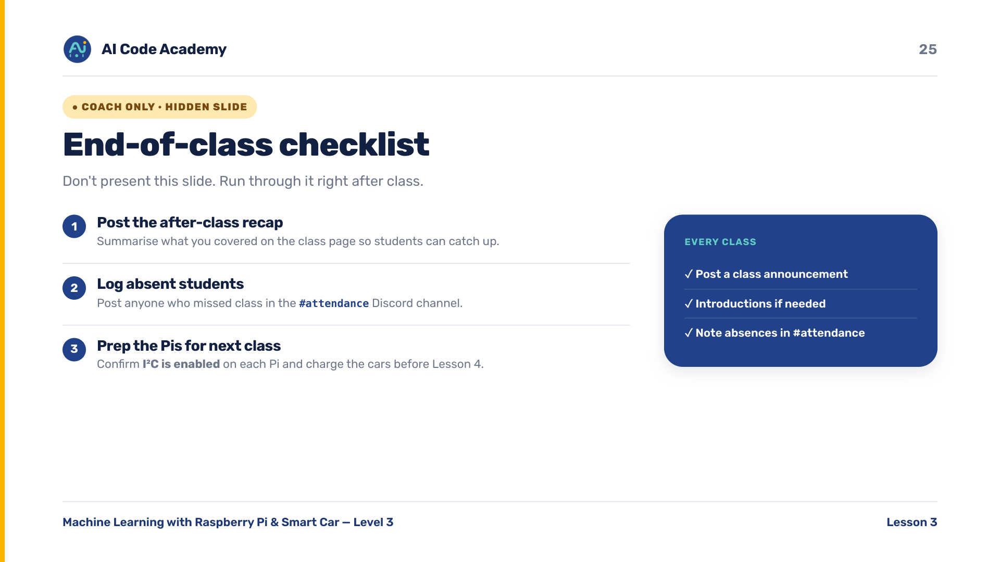 AI Code Academy
25
• COACH ONLY • HIDDEN SLIDE
End-of-class checklist
Don't present this slide. Run through it right after class.
1
Post the after-class recap
Summarise what you covered on the class page so students can catch up.
2
Log absent students
Post anyone who missed class in the #attendance Discord channel.
3
Prep the Pis for next class
Confirm I²C is enabled on each Pi and charge the cars before Lesson 4.
EVERY CLASS
✓ Post a class announcement
✓ Introductions if needed
✓ Note absences in #attendance
Machine Learning with Raspberry Pi & Smart Car — Level 3
Lesson 3